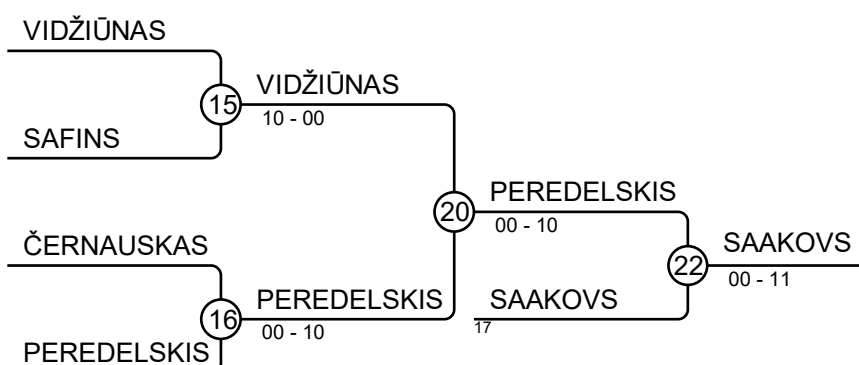 VIDŽIŪNAS
15
VIDŽIŪNAS
10 - 00
SAFINS
20
PEREDELSKIS
00 - 10
ČERNAUSKAS
22
SAAKOVS
00 - 11
16
PEREDELSKIS
00 - 10
SAAKOVS
17
PEREDELSKIS